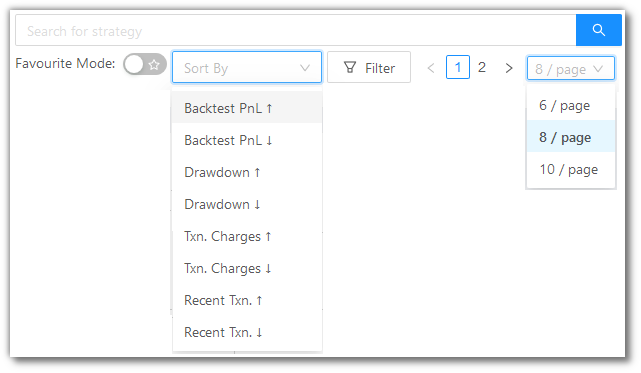 Search for strategy
Favourite Mode: Sort By Filter 1 2 8 / page
Backtest PnL ↑
Backtest PnL ↓
Drawdown ↑
Drawdown ↓
Txn. Charges ↑
Txn. Charges ↓
Recent Txn. ↑
Recent Txn. ↓
6 / page
8 / page
10 / page